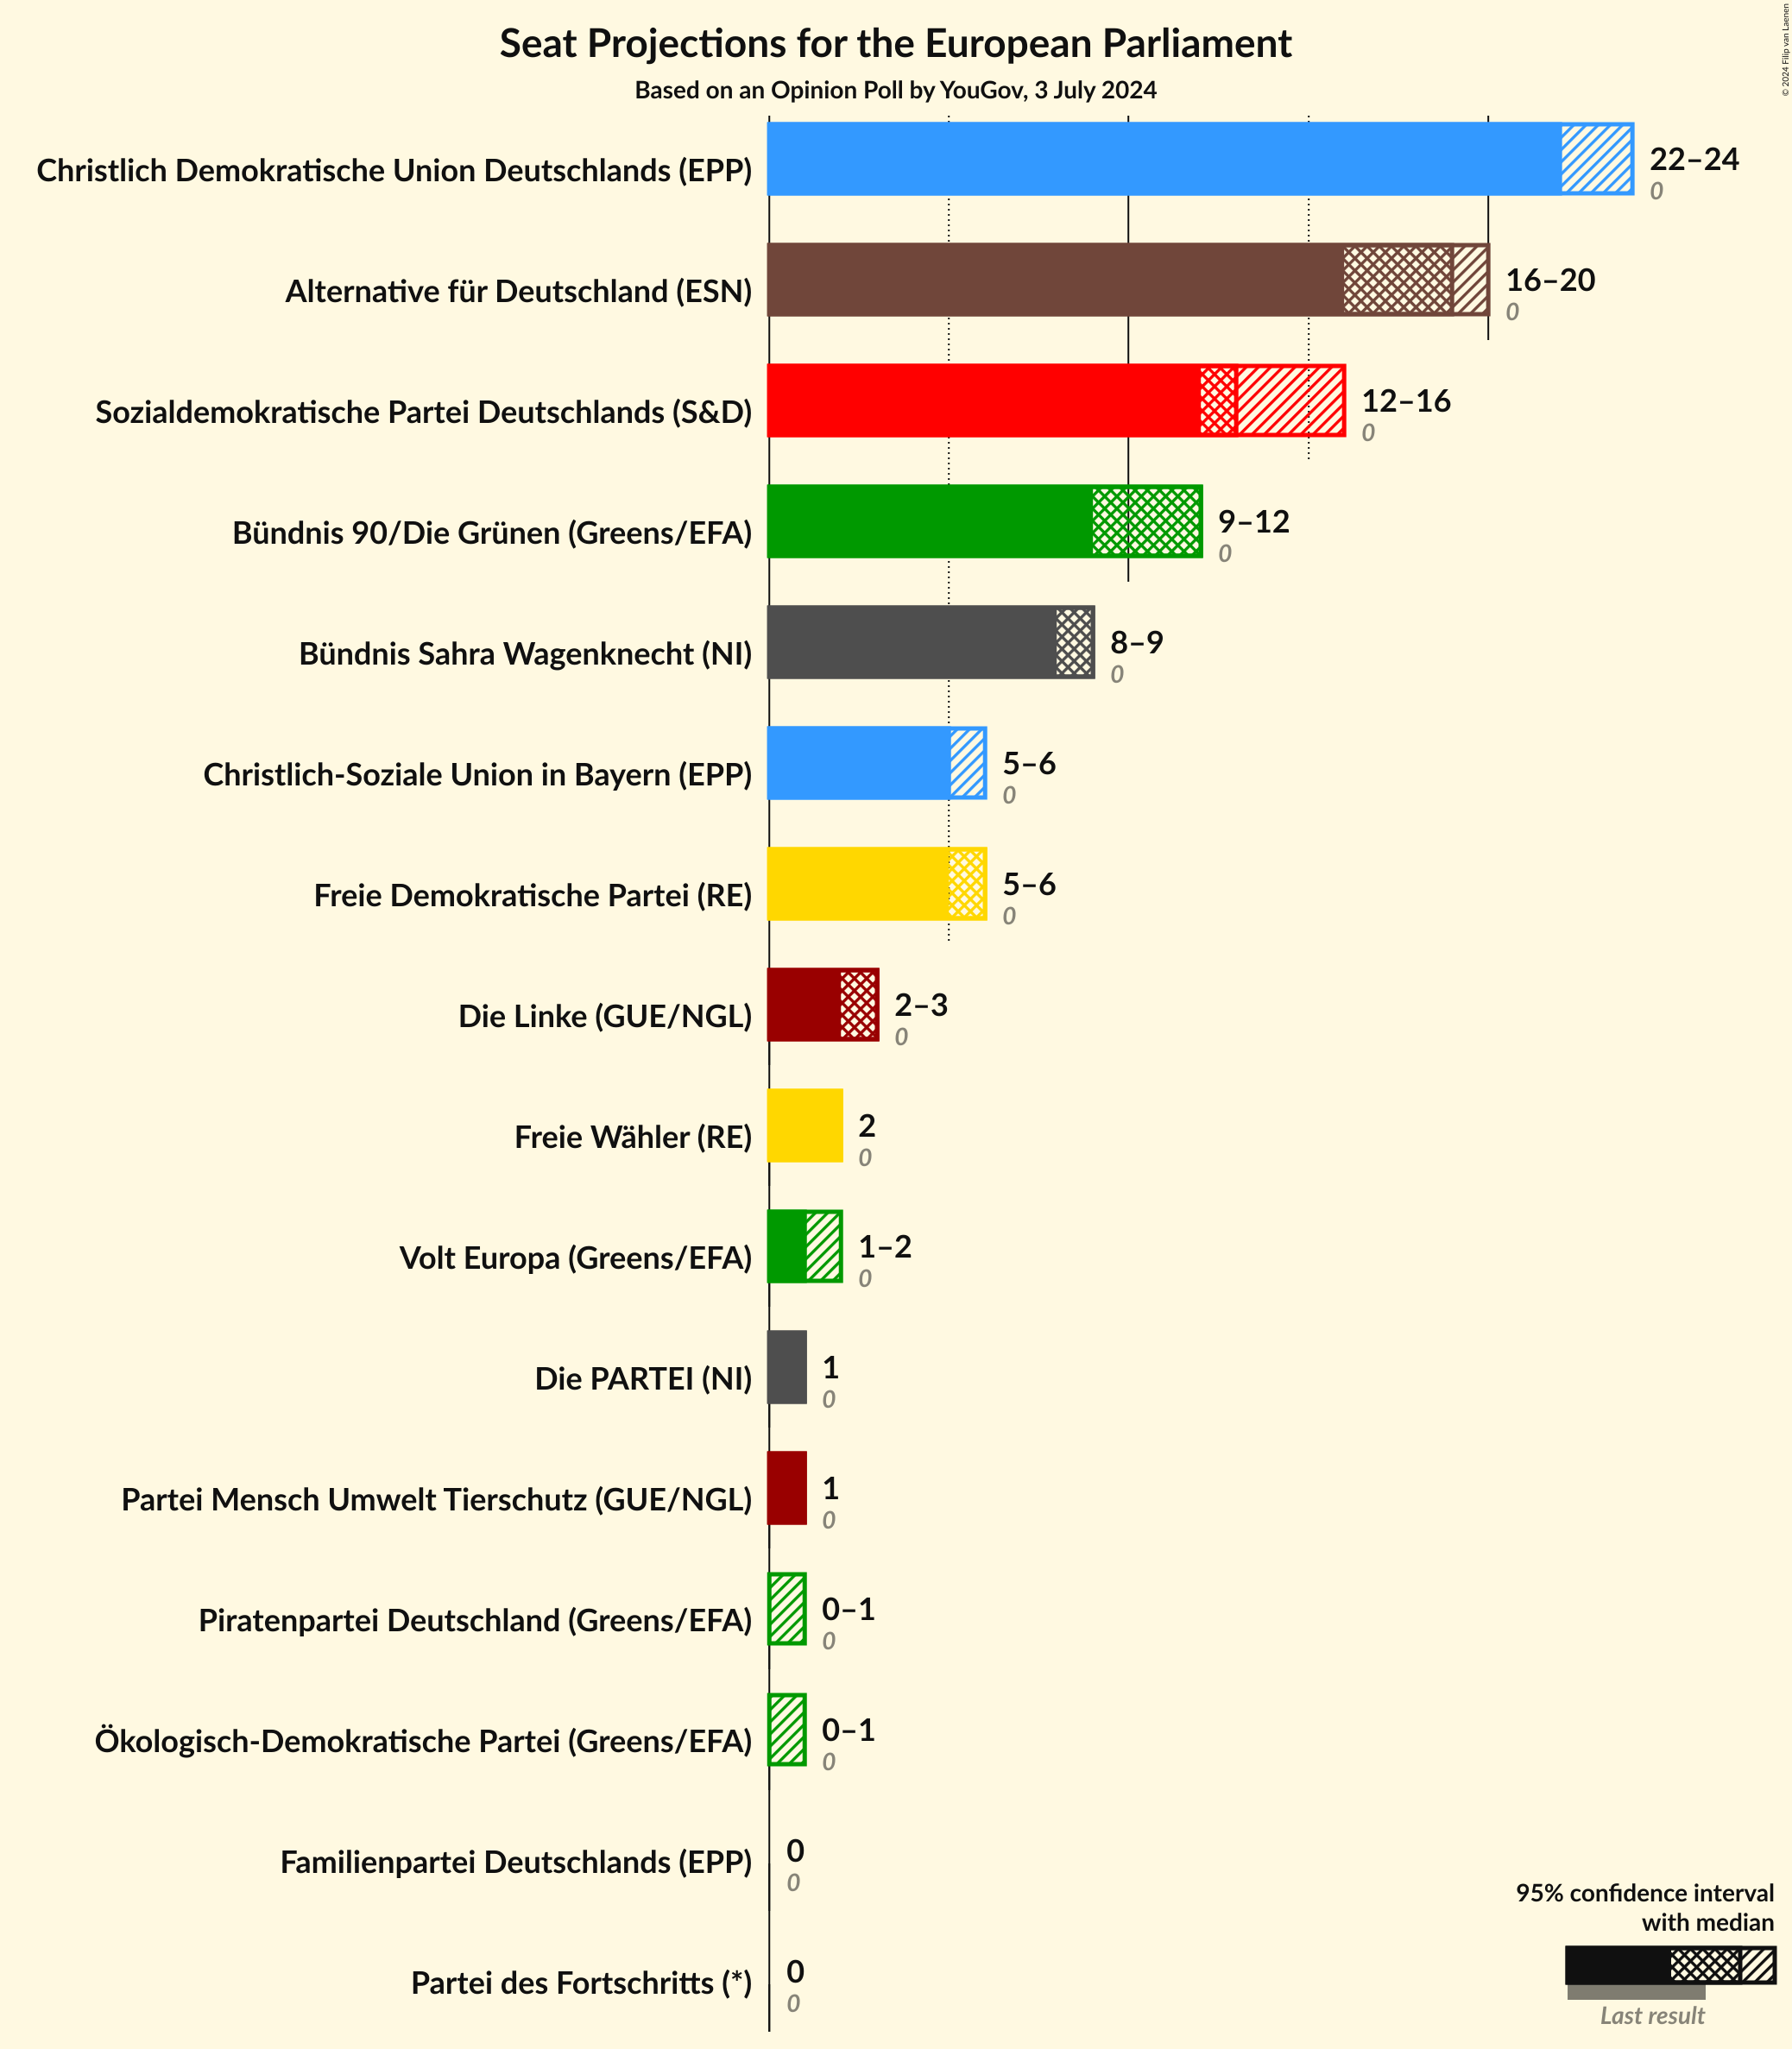 Seat Projections for the European Parliament
Based on an Opinion Poll by YouGov, 3 July 2024
© 2024 Filip van Laenen
Christlich Demokratische Union Deutschlands (EPP)
22–24
0
Alternative für Deutschland (ESN)
16–20
0
Sozialdemokratische Partei Deutschlands (S&D)
12–16
0
Bündnis 90/Die Grünen (Greens/EFA)
9–12
0
Bündnis Sahra Wagenknecht (NI)
8–9
0
Christlich-Soziale Union in Bayern (EPP)
5–6
0
Freie Demokratische Partei (RE)
5–6
0
Die Linke (GUE/NGL)
2–3
0
Freie Wähler (RE)
2
0
Volt Europa (Greens/EFA)
1–2
0
Die PARTEI (NI)
1
0
Partei Mensch Umwelt Tierschutz (GUE/NGL)
1
0
Piratenpartei Deutschland (Greens/EFA)
0–1
0
Ökologisch-Demokratische Partei (Greens/EFA)
0–1
0
Familienpartei Deutschlands (EPP)
0
0
Partei des Fortschritts (*)
0
0
95% confidence interval
with median
Last result